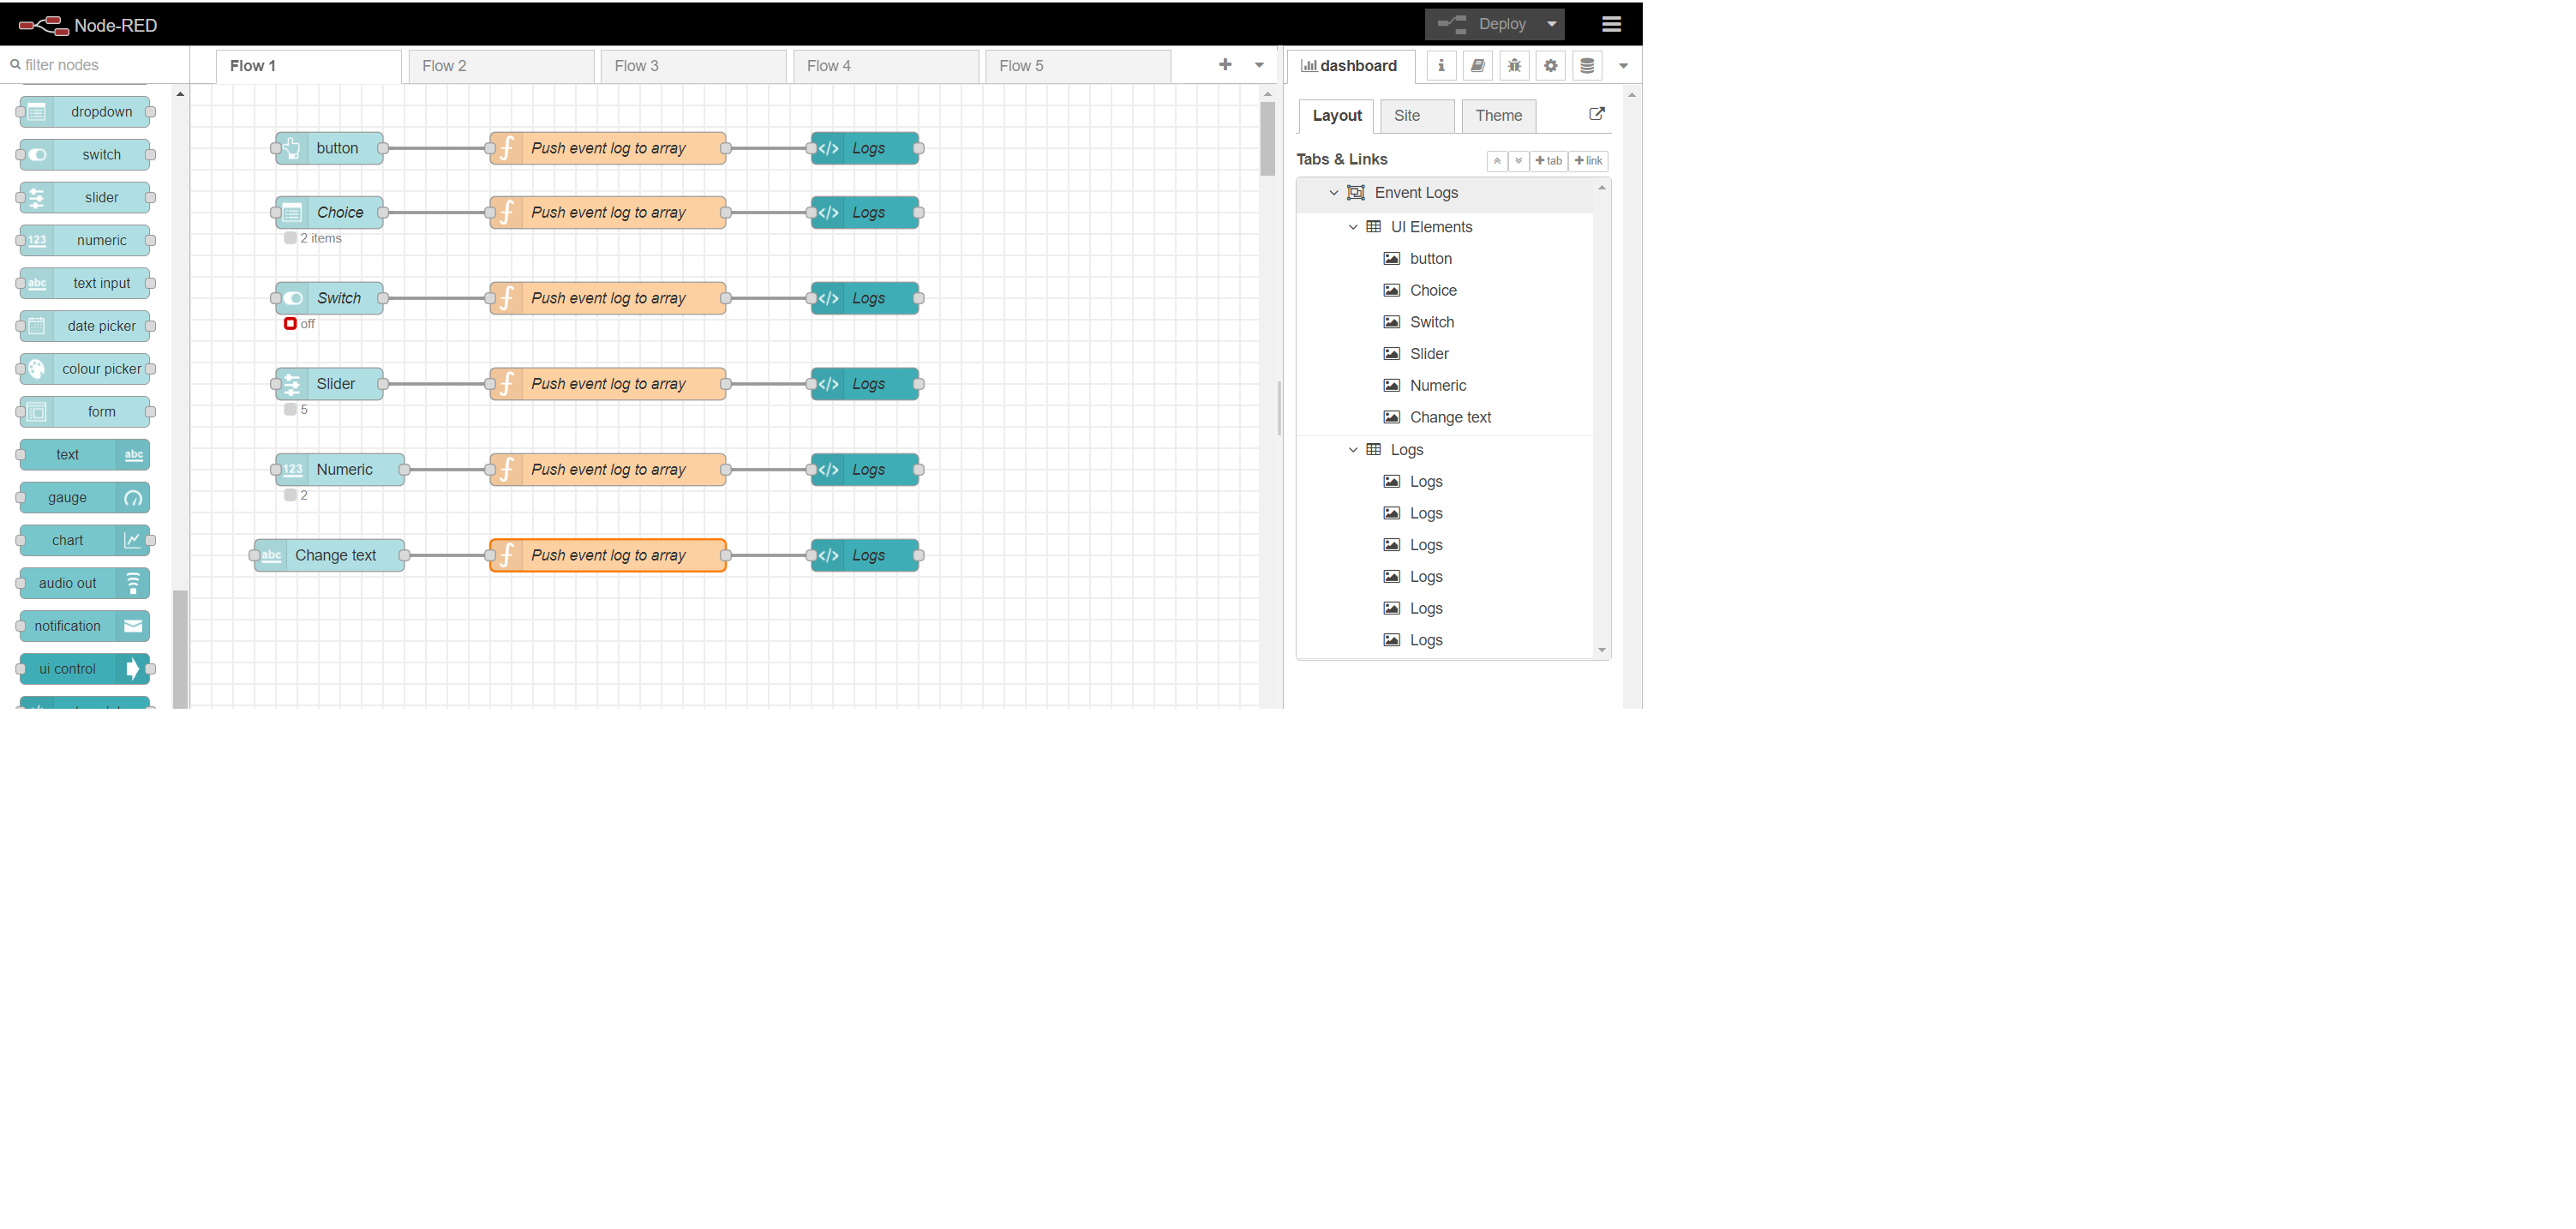 Node-RED
Deploy
filter nodes
Flow 1
Flow 2
Flow 3
Flow 4
Flow 5
dashboard
i
dropdown
switch
slider
123 numeric
abc text input
date picker
colour picker
form
text abc
gauge
chart
audio out
notification
ui control
button
Push event log to array
</> Logs
Choice
2 items
Push event log to array
</> Logs
Switch
off
Push event log to array
</> Logs
Slider
5
Push event log to array
</> Logs
123 Numeric
2
Push event log to array
</> Logs
abc Change text
Push event log to array
</> Logs
Layout
Site
Theme
Tabs & Links
+ tab
+ link
Envent Logs
UI Elements
button
Choice
Switch
Slider
Numeric
Change text
Logs
Logs
Logs
Logs
Logs
Logs
Logs